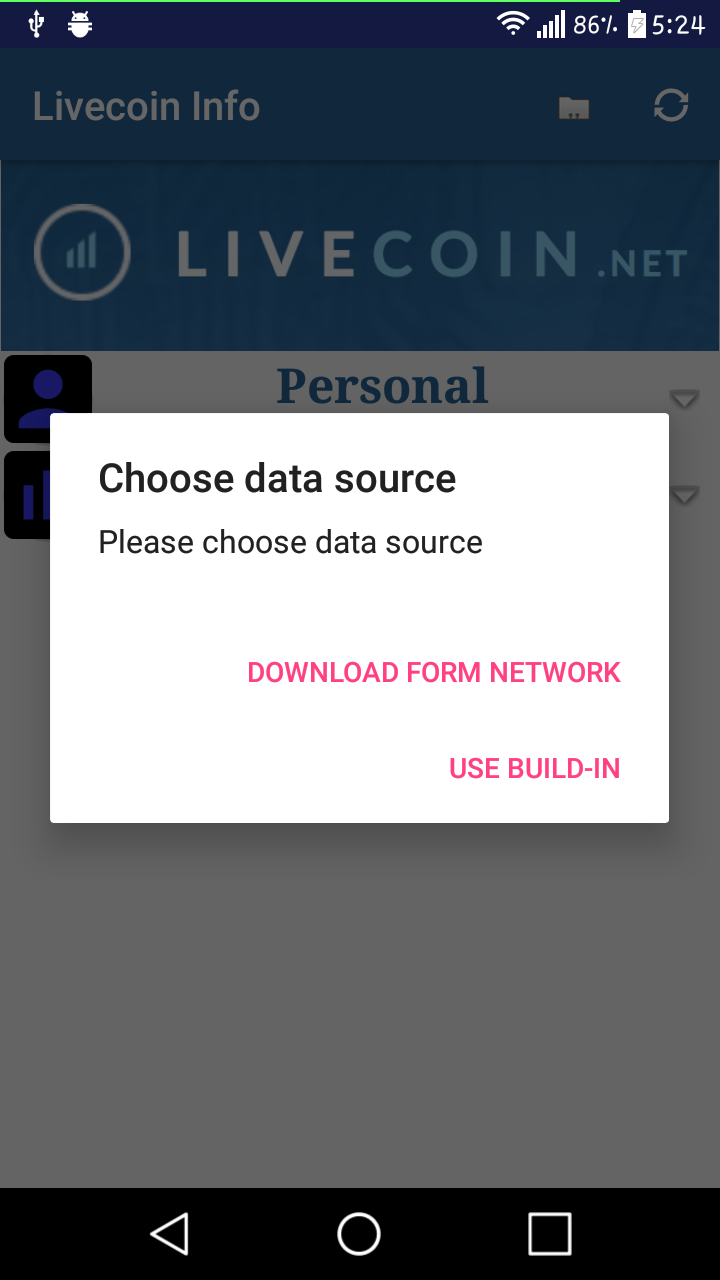 86% 5:24
Livecoin Info
LIVECOIN.NET
Personal
Choose data source
Please choose data source
DOWNLOAD FORM NETWORK
USE BUILD-IN